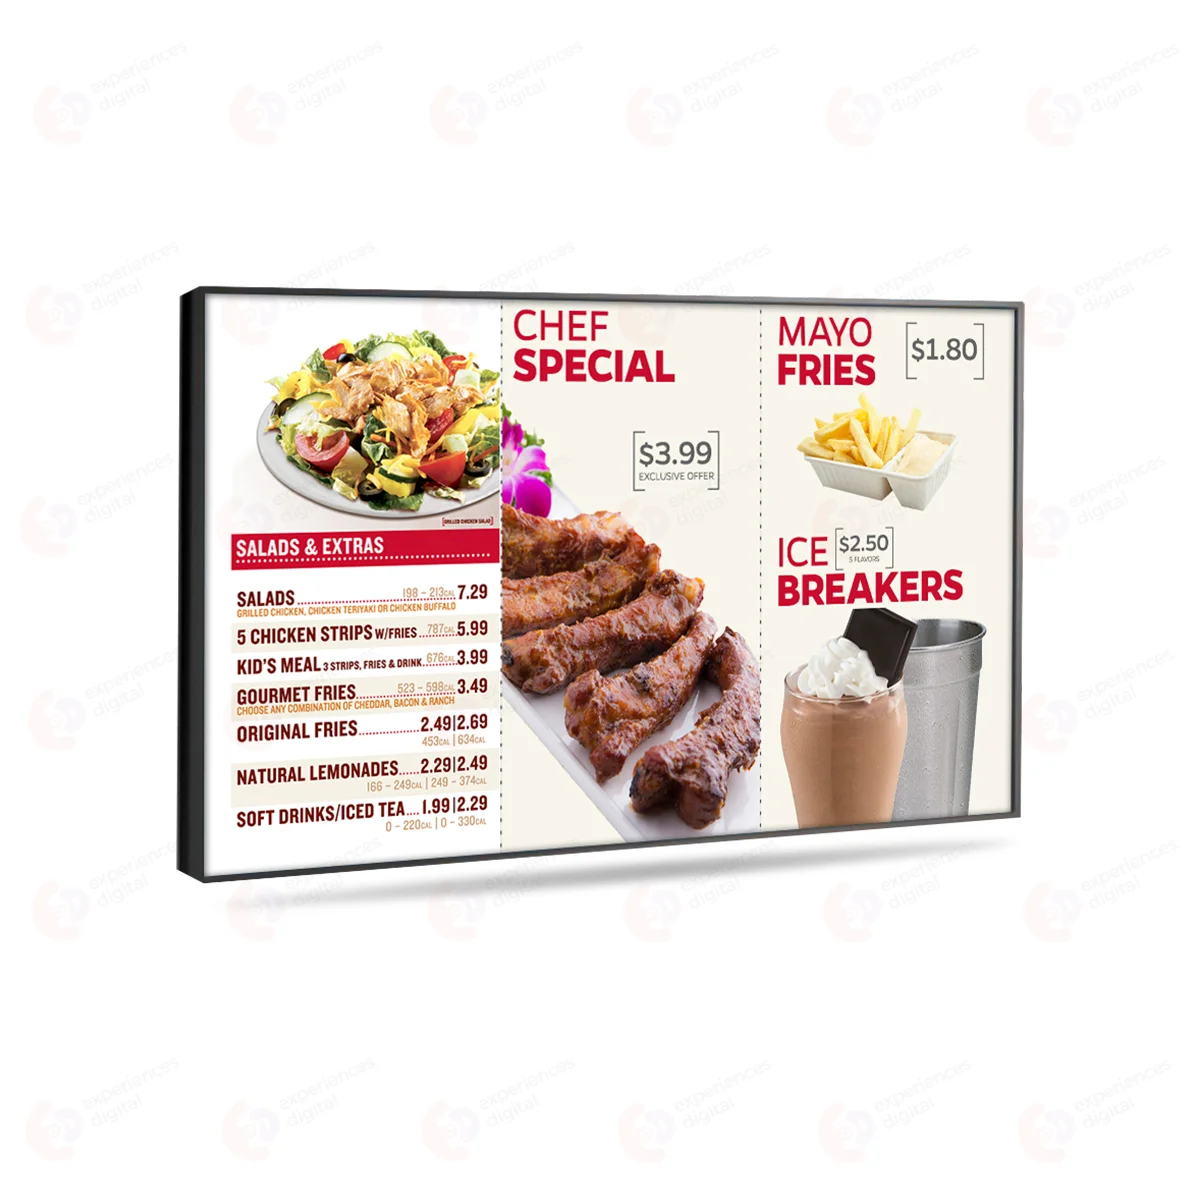 [GRILLED CHICKEN SALAD]
SALADS & EXTRAS
SALADS 198 – 213CAL 7.29
GRILLED CHICKEN, CHICKEN TERIYAKI OR CHICKEN BUFFALO
5 CHICKEN STRIPS W/FRIES 787CAL 5.99
KID'S MEAL 3 STRIPS, FRIES & DRINK 676CAL 3.99
GOURMET FRIES 523 – 598CAL 3.49
CHOOSE ANY COMBINATION OF CHEDDAR, BACON & RANCH
ORIGINAL FRIES 2.49|2.69
453CAL | 634CAL
NATURAL LEMONADES 2.29|2.49
166 – 249CAL | 249 – 374CAL
SOFT DRINKS/ICED TEA 1.99|2.29
0 – 220CAL | 0 – 330CAL
CHEF
SPECIAL
$3.99
EXCLUSIVE OFFER
MAYO
FRIES
$1.80
ICE
$2.50
5 FLAVORS
BREAKERS
experiences
digital